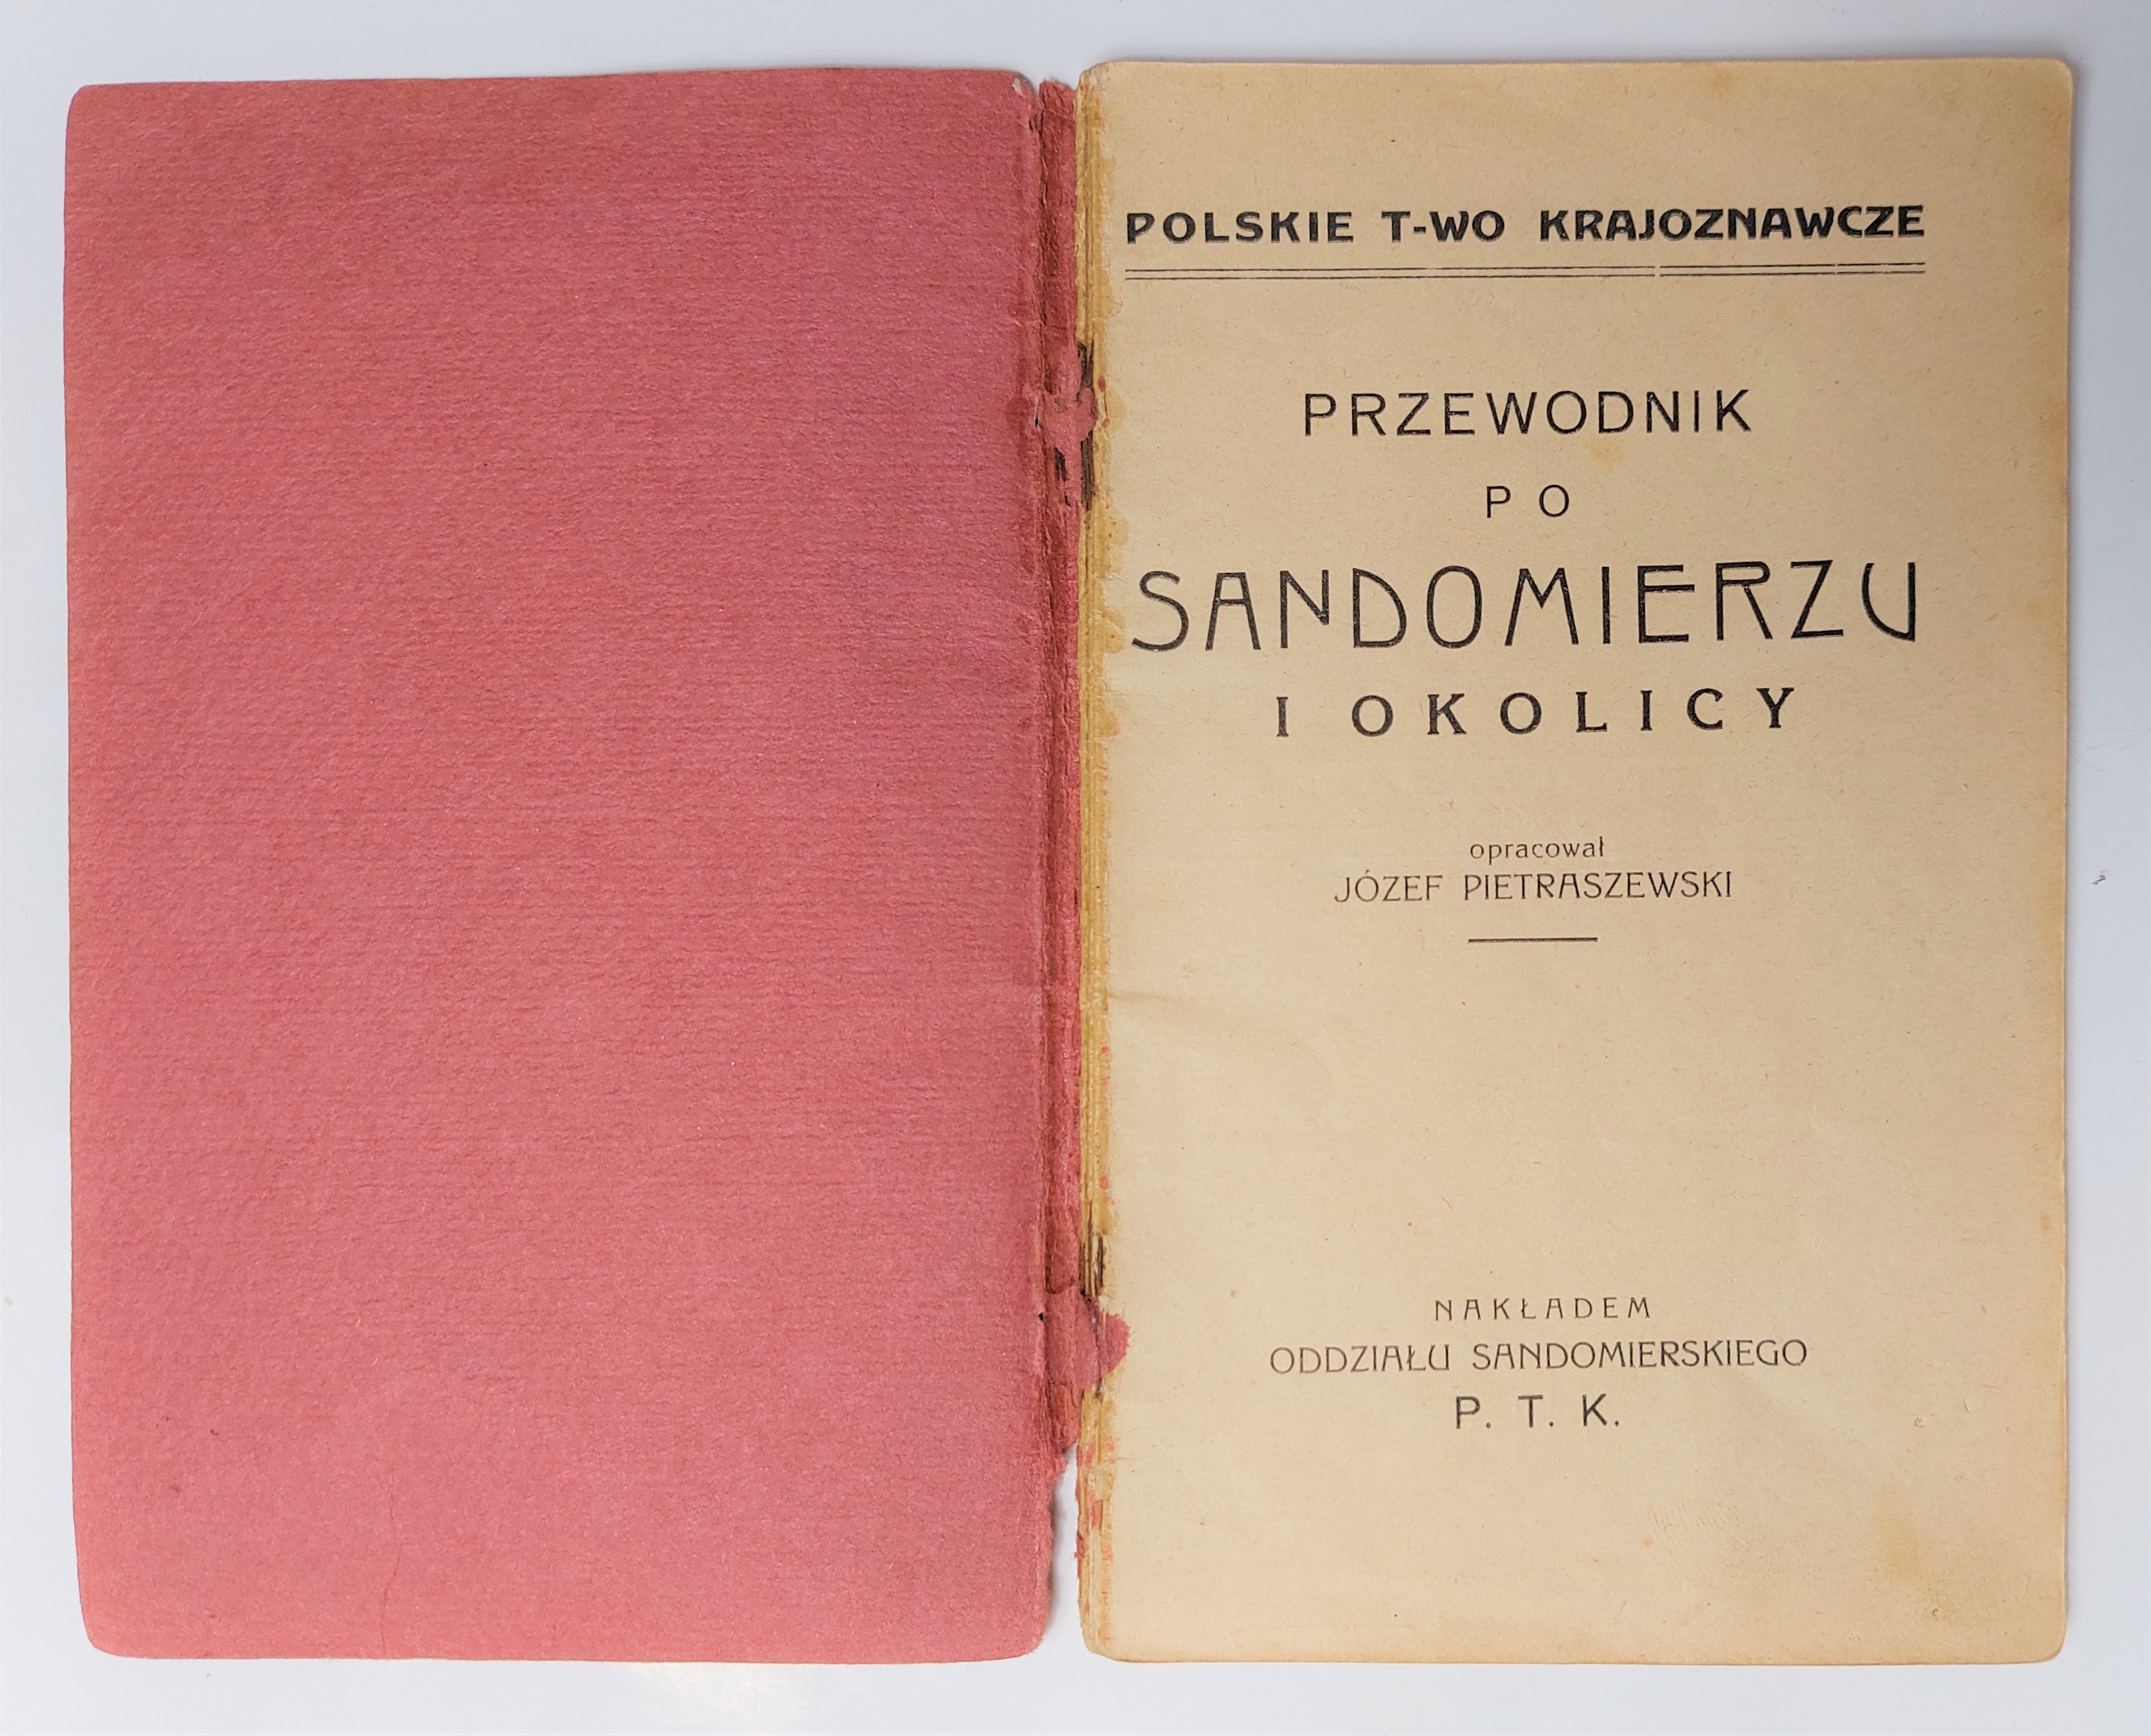 POLSKIE T-WO KRAJOZNAWCZE
PRZEWODNIK
PO
SANDOMIERZU
I OKOLICY
opracował
JÓZEF PIETRASZEWSKI
NAKŁADEM
ODDZIAŁU SANDOMIERSKIEGO
P. T. K.